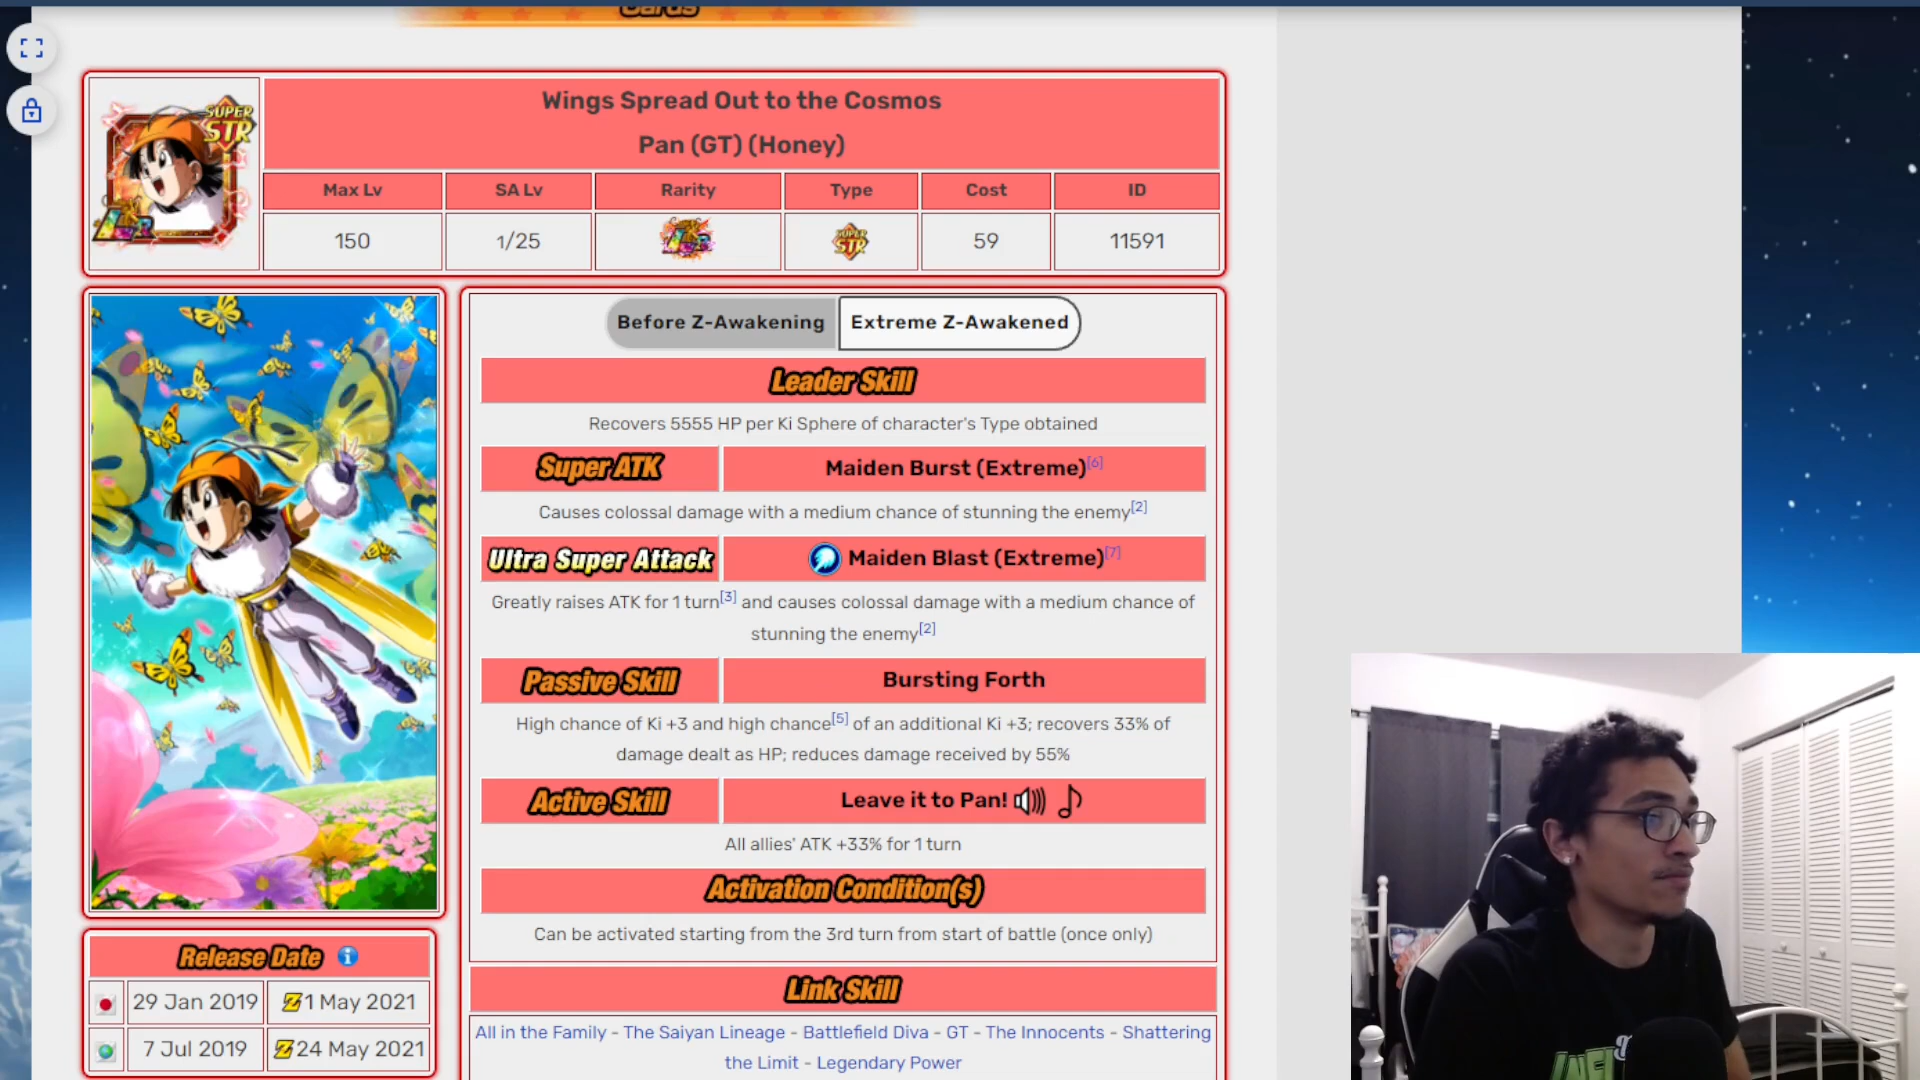 Cards
SUPER
STR
LR
Wings Spread Out to the Cosmos
Pan (GT) (Honey)
Max Lv
SA Lv
Rarity
Type
Cost
ID
150
1/25
LR
SUPER
STR
59
11591
Before Z-Awakening
Extreme Z-Awakened
Leader Skill
Recovers 5555 HP per Ki Sphere of character's Type obtained
Super ATK
Maiden Burst (Extreme)[6]
Causes colossal damage with a medium chance of stunning the enemy[2]
Ultra Super Attack
Maiden Blast (Extreme)[7]
Greatly raises ATK for 1 turn[3] and causes colossal damage with a medium chance of
stunning the enemy[2]
Passive Skill
Bursting Forth
High chance of Ki +3 and high chance[5] of an additional Ki +3; recovers 33% of
damage dealt as HP; reduces damage received by 55%
Active Skill
Leave it to Pan!
All allies' ATK +33% for 1 turn
Activation Condition(s)
Can be activated starting from the 3rd turn from start of battle (once only)
Link Skill
All in the Family - The Saiyan Lineage - Battlefield Diva - GT - The Innocents - Shattering
the Limit - Legendary Power
Release Date
29 Jan 2019
Z 1 May 2021
7 Jul 2019
Z 24 May 2021